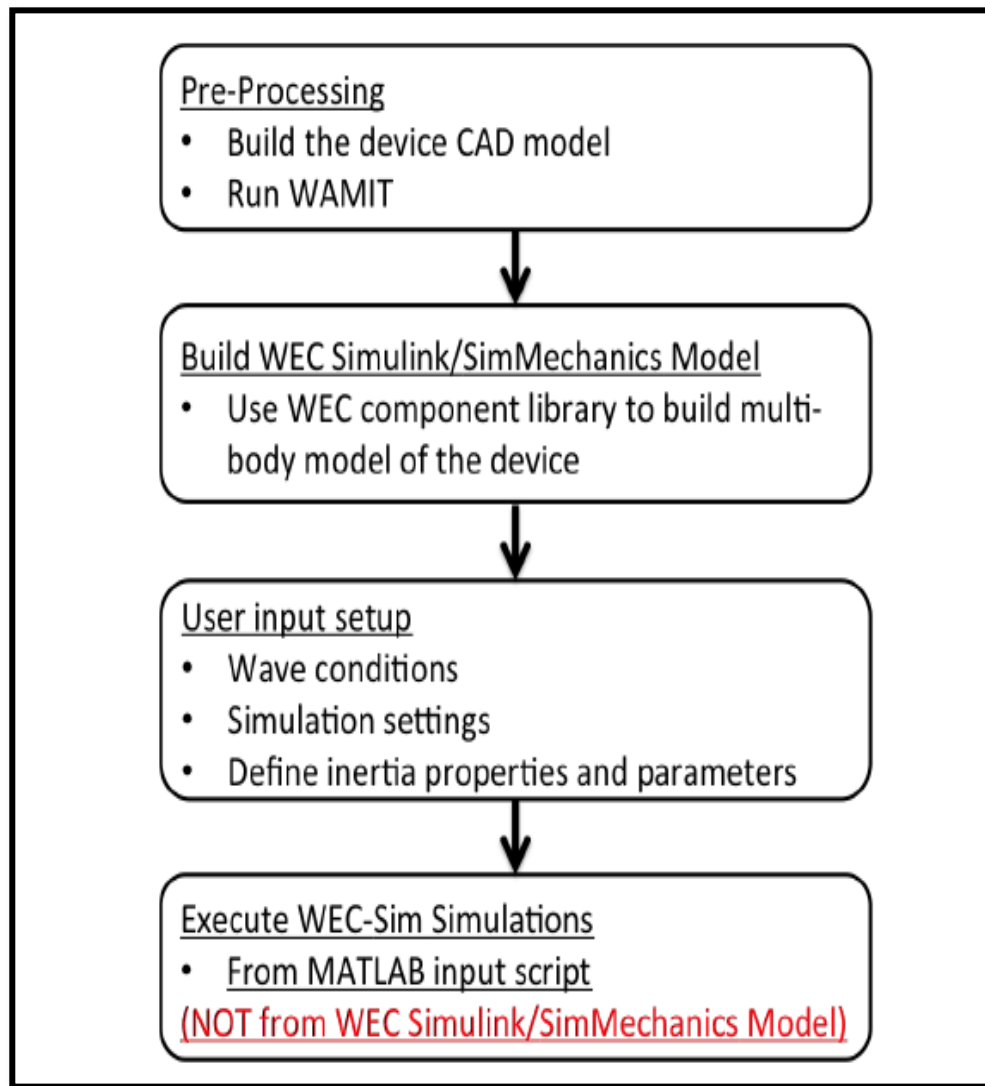 Pre-Processing
• Build the device CAD model
• Run WAMIT
Build WEC Simulink/SimMechanics Model
• Use WEC component library to build multi-
body model of the device
User input setup
• Wave conditions
• Simulation settings
• Define inertia properties and parameters
Execute WEC-Sim Simulations
• From MATLAB input script
(NOT from WEC Simulink/SimMechanics Model)